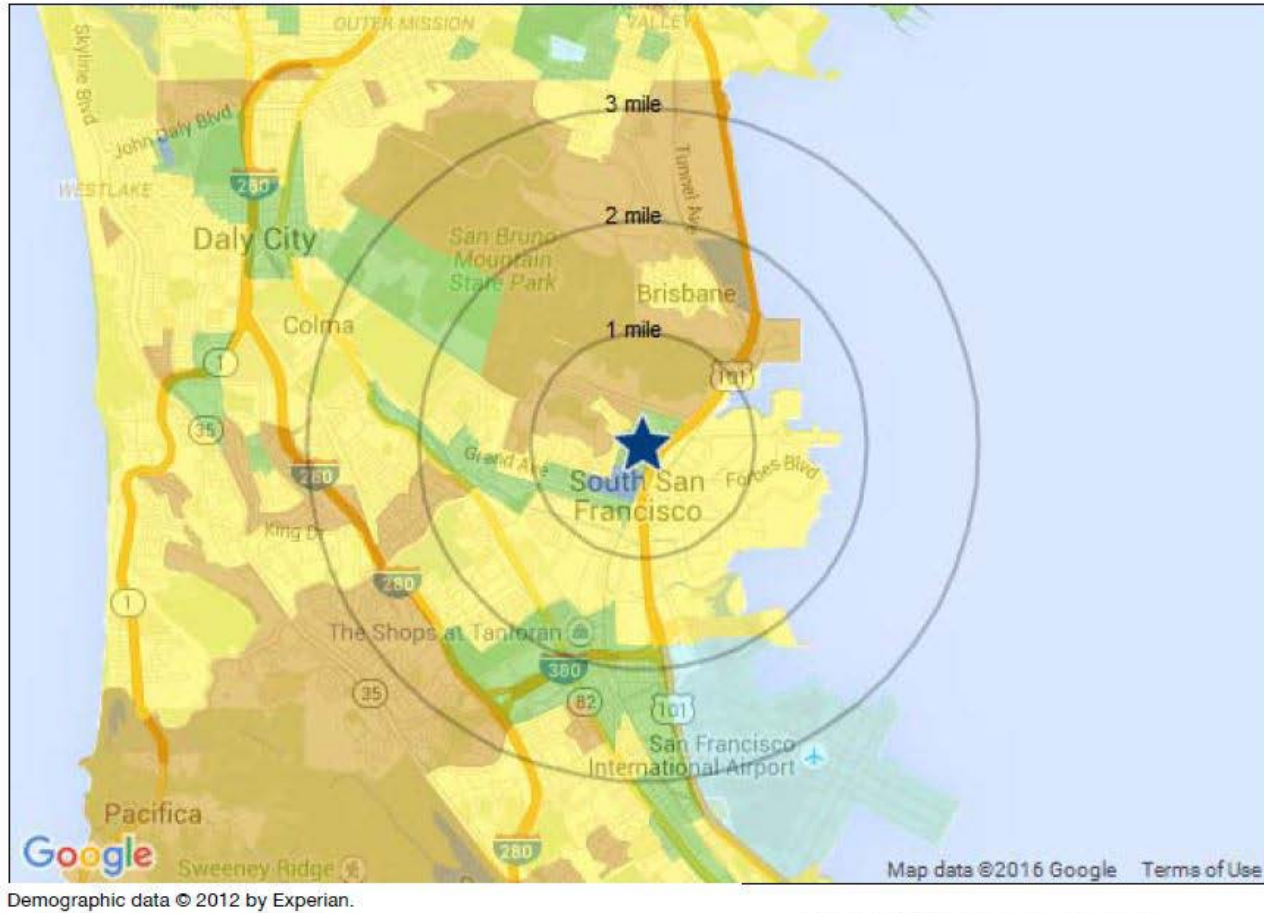 OUTER MISSION
VALLEY
Skyline Blvd
3 mile
John Daly Blvd
Tunnel Ave
280
WESTLAKE
2 mile
Daly City
San Bruno
Mountain
State Park
Brisbane
Colma
1 mile
1
101
35
Grand Ave
South San
Francisco
Forbes Blvd
280
King Dr
280
1
The Shops at Tanforan
380
35
82
101
San Francisco
International Airport
Pacifica
280
Google
Sweeney Ridge
Map data ©2016 Google
Terms of Use
Demographic data © 2012 by Experian.